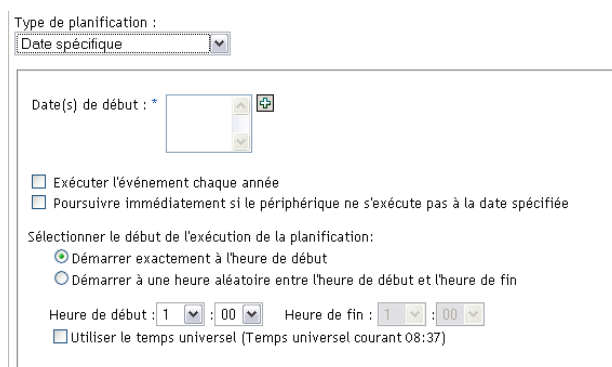 Type de planification :
Date spécifique
Date(s) de début : *
Exécuter l'événement chaque année
Poursuivre immédiatement si le périphérique ne s'exécute pas à la date spécifiée
Sélectionner le début de l'exécution de la planification:
Démarrer exactement à l'heure de début
Démarrer à une heure aléatoire entre l'heure de début et l'heure de fin
Heure de début : 1 : 00 Heure de fin : 1 : 00
Utiliser le temps universel (Temps universel courant 08:37)